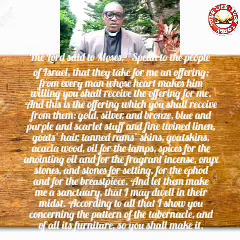 The Lord said to Moses: "Speak to the people
of Israel, that they take for me an offering;
from every man whose heart makes him
willing you shall receive the offering for me.
And this is the offering which you shall receive
from them: gold, silver, and bronze, blue and
purple and scarlet stuff and fine twined linen,
goats' hair, tanned rams' skins, goatskins,
acacia wood, oil for the lamps, spices for the
anointing oil and for the fragrant incense, onyx
stones, and stones for setting, for the ephod
and for the breastpiece. And let them make
me a sanctuary, that I may dwell in their
midst. According to all that I show you
concerning the pattern of the tabernacle, and
of all its furniture, so you shall make it.